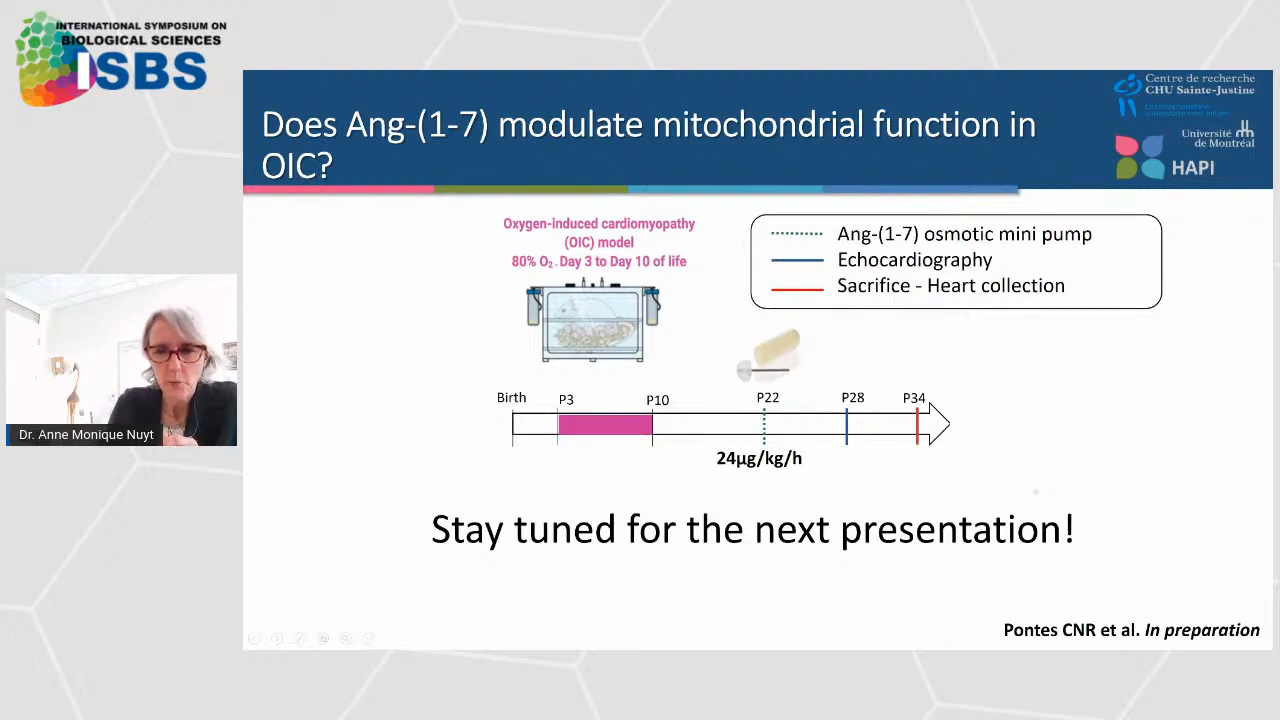 INTERNATIONAL SYMPOSIUM ON
BIOLOGICAL SCIENCES
ISBS
Does Ang-(1-7) modulate mitochondrial function in
OIC?
Centre de recherche
CHU Sainte-Justine
Université
de Montréal
HAPI
Oxygen-induced cardiomyopathy
(OIC) model
80% O₂ . Day 3 to Day 10 of life
Ang-(1-7) osmotic mini pump
Echocardiography
Sacrifice - Heart collection
Birth P3 P10 P22 P28 P34
24µg/kg/h
Stay tuned for the next presentation!
Dr. Anne Monique Nuyt
Pontes CNR et al. In preparation